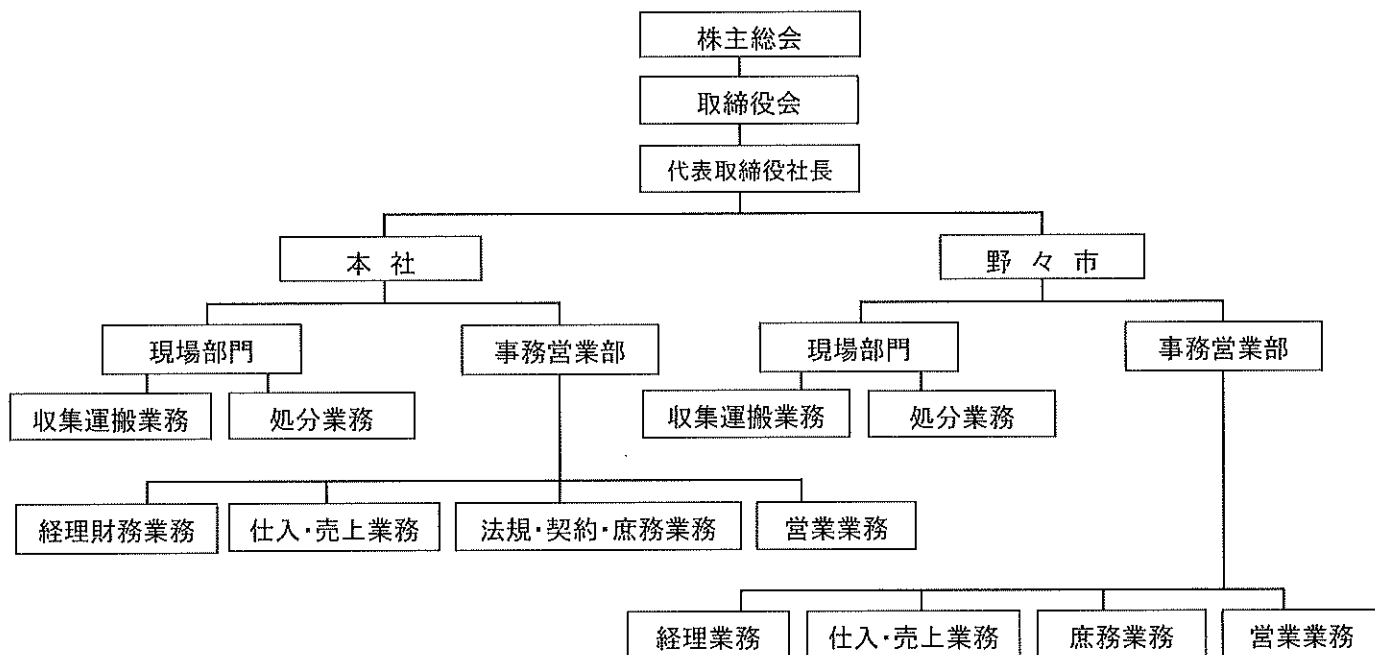 株主総会
取締役会
代表取締役社長
本 社
野 々 市
現場部門
事務営業部
現場部門
事務営業部
収集運搬業務
処分業務
収集運搬業務
処分業務
経理財務業務
仕入・売上業務
法規・契約・庶務業務
営業業務
経理業務
仕入・売上業務
庶務業務
営業業務